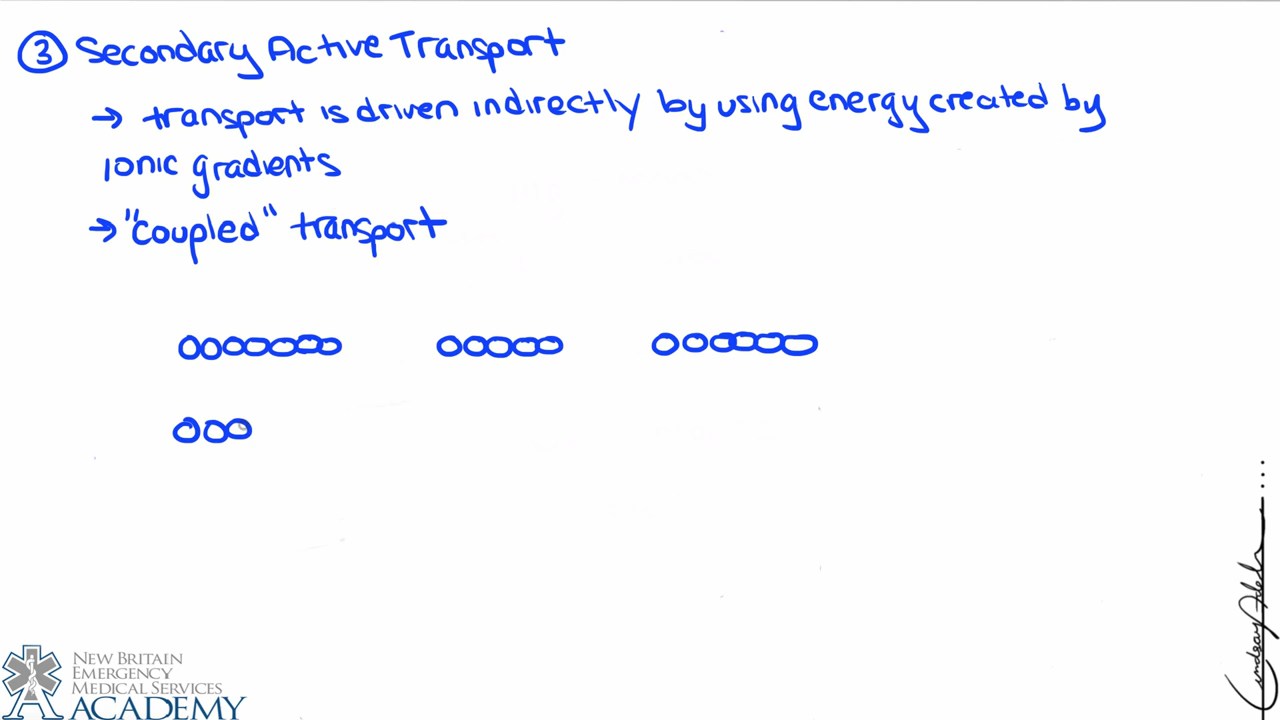 ③ Secondary Active Transport
→ transport is driven indirectly by using energy created by
ionic gradients
→ "coupled" transport
NEW BRITAIN
EMERGENCY
MEDICAL SERVICES
ACADEMY